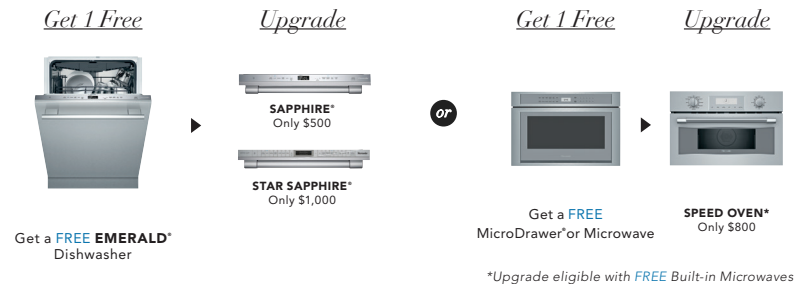 Get 1 Free
Upgrade
SAPPHIRE®
Only $500
STAR SAPPHIRE®
Only $1,000
Get a FREE EMERALD®
Dishwasher
or
Get 1 Free
Upgrade
Get a FREE
MicroDrawer® or Microwave
SPEED OVEN*
Only $800
*Upgrade eligible with FREE Built-in Microwaves